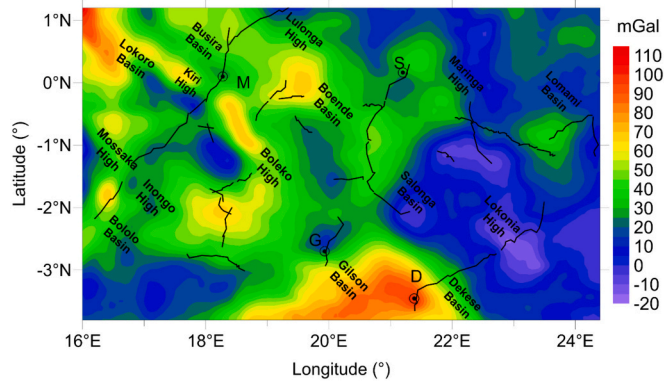 mGal
1°N
0°
-1°
-2°N
-3°N
Latitude (°)
16°E
18°E
20°E
22°E
24°E
Longitude (°)
Lokoro
Basin
Busira
Basin
Kiri
High
Lulonga
High
M
S
Boende
Basin
Maringa
High
Lomami
Basin
Mossaka
High
Inongo
High
Bololo
Basin
Boleko
High
Salonga
Basin
Lokonia
High
G
Gilson
Basin
D
Dekese
Basin
110
100
90
80
70
60
50
40
30
20
10
0
-10
-20